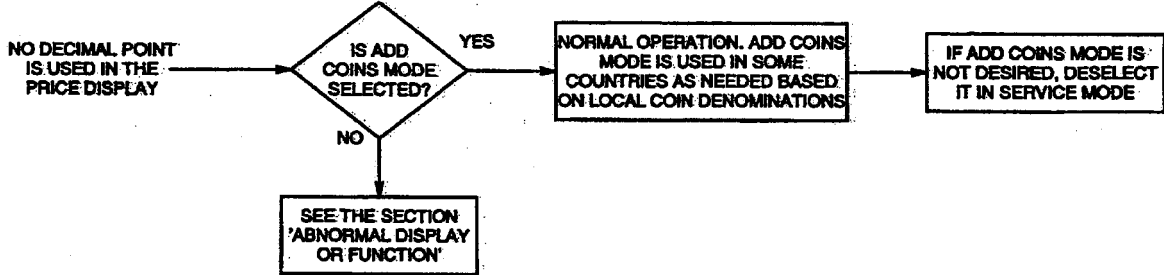 NO DECIMAL POINT
IS USED IN THE
PRICE DISPLAY
IS ADD
COINS MODE
SELECTED?
YES
NORMAL OPERATION. ADD COINS
MODE IS USED IN SOME
COUNTRIES AS NEEDED BASED
ON LOCAL COIN DENOMINATIONS
IF ADD COINS MODE IS
NOT DESIRED, DESELECT
IT IN SERVICE MODE
NO
SEE THE SECTION
'ABNORMAL DISPLAY
OR FUNCTION'